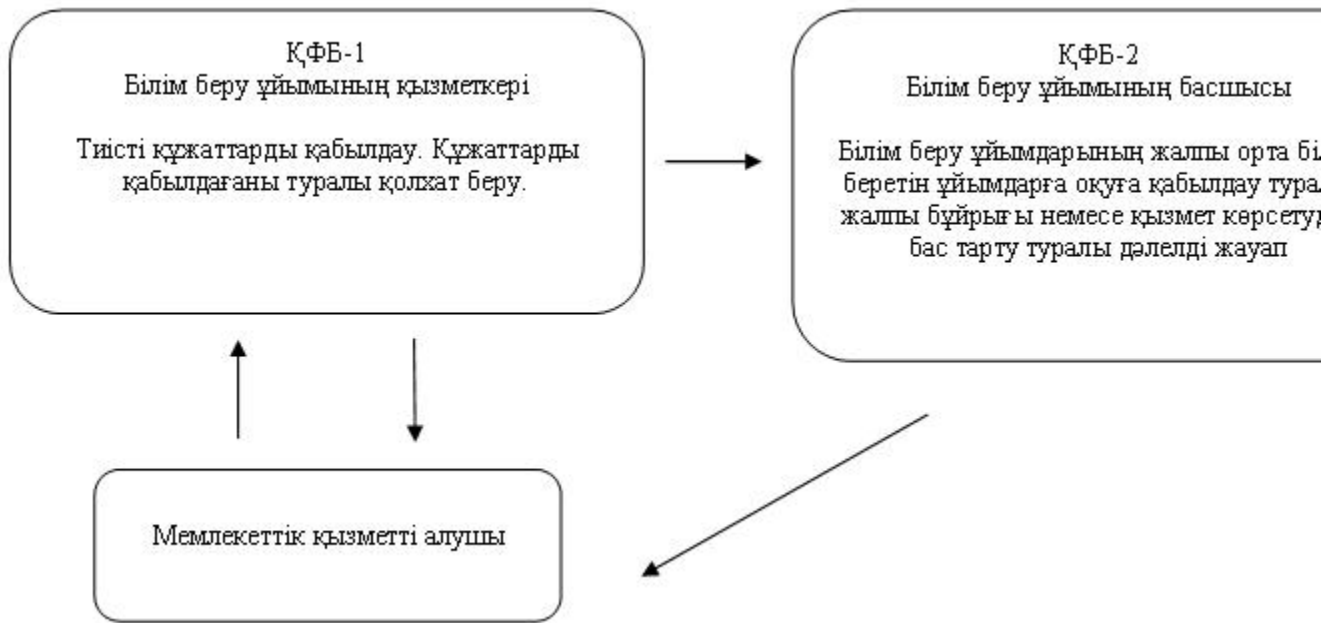 ҚФБ-1
Білім беру ұйымының қызметкері
Тиісті құжаттарды қабылдау. Құжаттарды
қабылдағаны туралы қолхат беру.
ҚФБ-2
Білім беру ұйымының басшысы
Білім беру ұйымдарының жалпы орта
беретін ұйымдарға оқуға қабылдау
жалпы бұйрығы немесе қызмет
бас тарту туралы дәлелді жауап
Мемлекеттік қызметті алушы